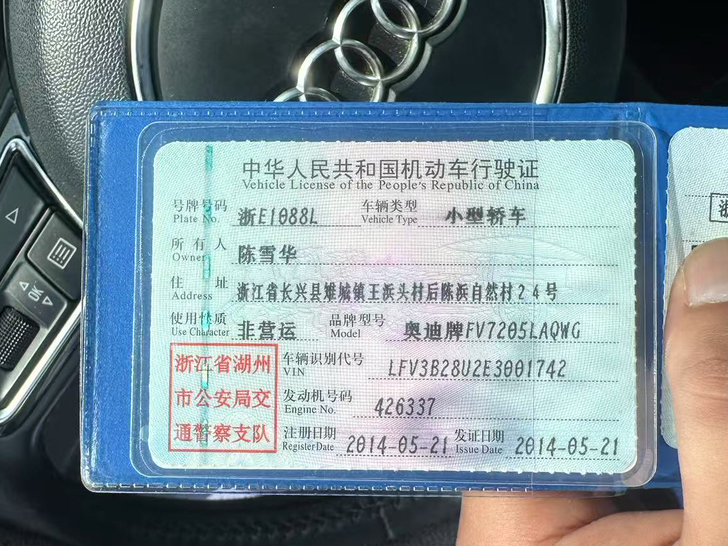 中华人民共和国机动车行驶证
Vehicle License of the People's Republic of China
号牌号码 浙E1088L 车辆类型 小型轿车
Plate No. Vehicle Type
所有人 陈雪华
Owner
住址 浙江省长兴县雉城镇王浜头村后陈浜自然村24号
Address
使用性质 非营运 品牌型号 奥迪牌FV7205LAQWG
Use Character Model
浙江省湖州
市公安局交
通警察支队
车辆识别代号 LFV3B28U2E3001742
VIN
发动机号码 426337
Engine No.
注册日期 2014-05-21 发证日期 2014-05-21
Register Date Issue Date
OK